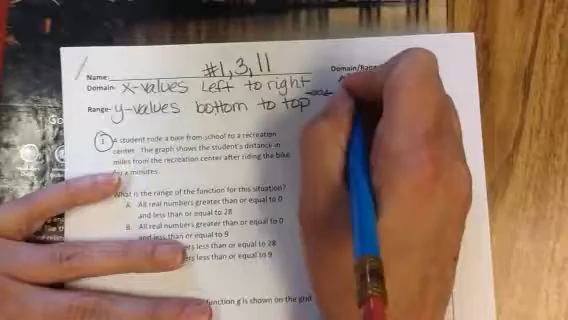 #1,3,11
Name:
Domain/Ran
Domain- x-values left to right
Range- y-values bottom to top
1. A student rode a bike from school to a recreation
center. The graph shows the student's distance in
miles from the recreation center after riding the bike
for x minutes.
What is the range of the function for this situation?
A. All real numbers greater than or equal to 0
and less than or equal to 28
B. All real numbers greater than or equal to 0
and less than or equal to 9
less than or equal to 28
less than or equal to 9
function g is shown on the grid